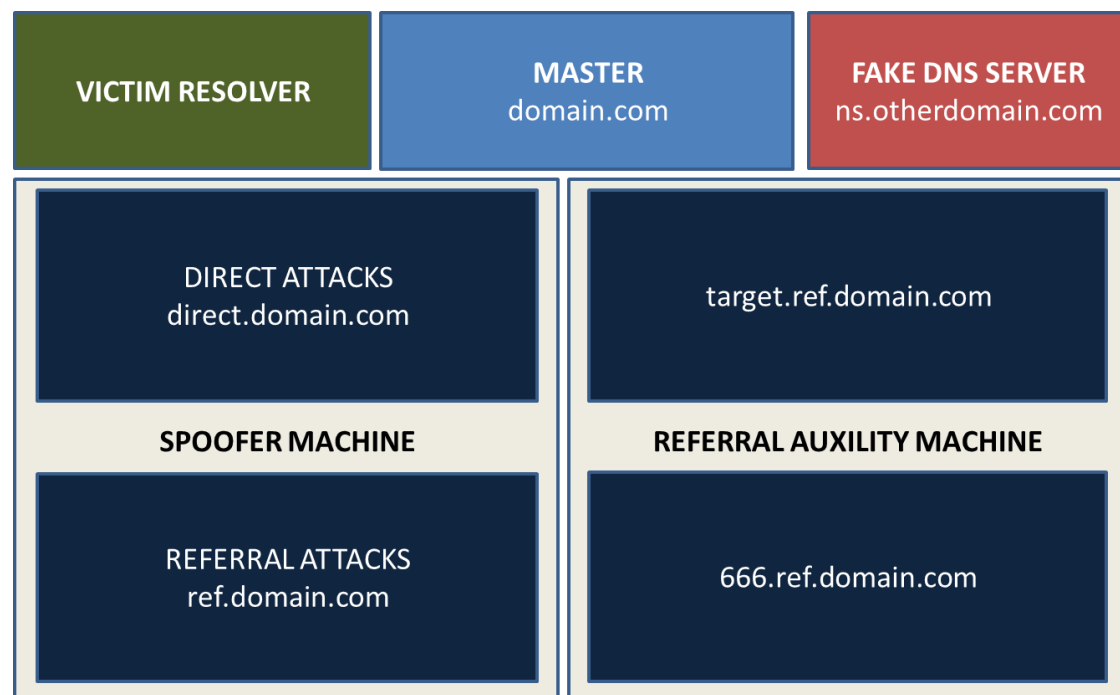 VICTIM RESOLVER
MASTER
domain.com
FAKE DNS SERVER
ns.otherdomain.com
DIRECT ATTACKS
direct.domain.com
SPOOFER MACHINE
REFERRAL ATTACKS
ref.domain.com
target.ref.domain.com
REFERRAL AUXILITY MACHINE
666.ref.domain.com